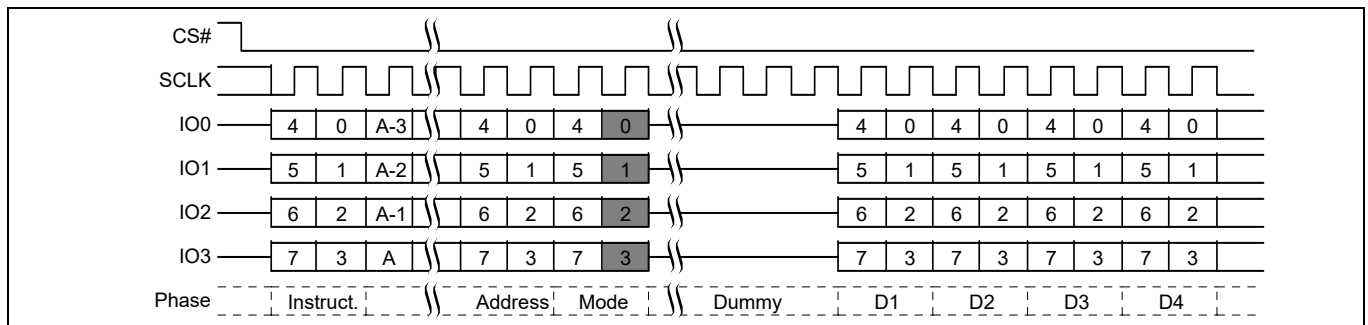 CS#
SCLK
IO0 4 0 A-3 4 0 4 0 4 0 4 0 4 0 4 0
IO1 5 1 A-2 5 1 5 1 5 1 5 1 5 1 5 1
IO2 6 2 A-1 6 2 6 2 6 2 6 2 6 2 6 2
IO3 7 3 A 7 3 7 3 7 3 7 3 7 3 7 3
Phase Instruct. Address Mode Dummy D1 D2 D3 D4